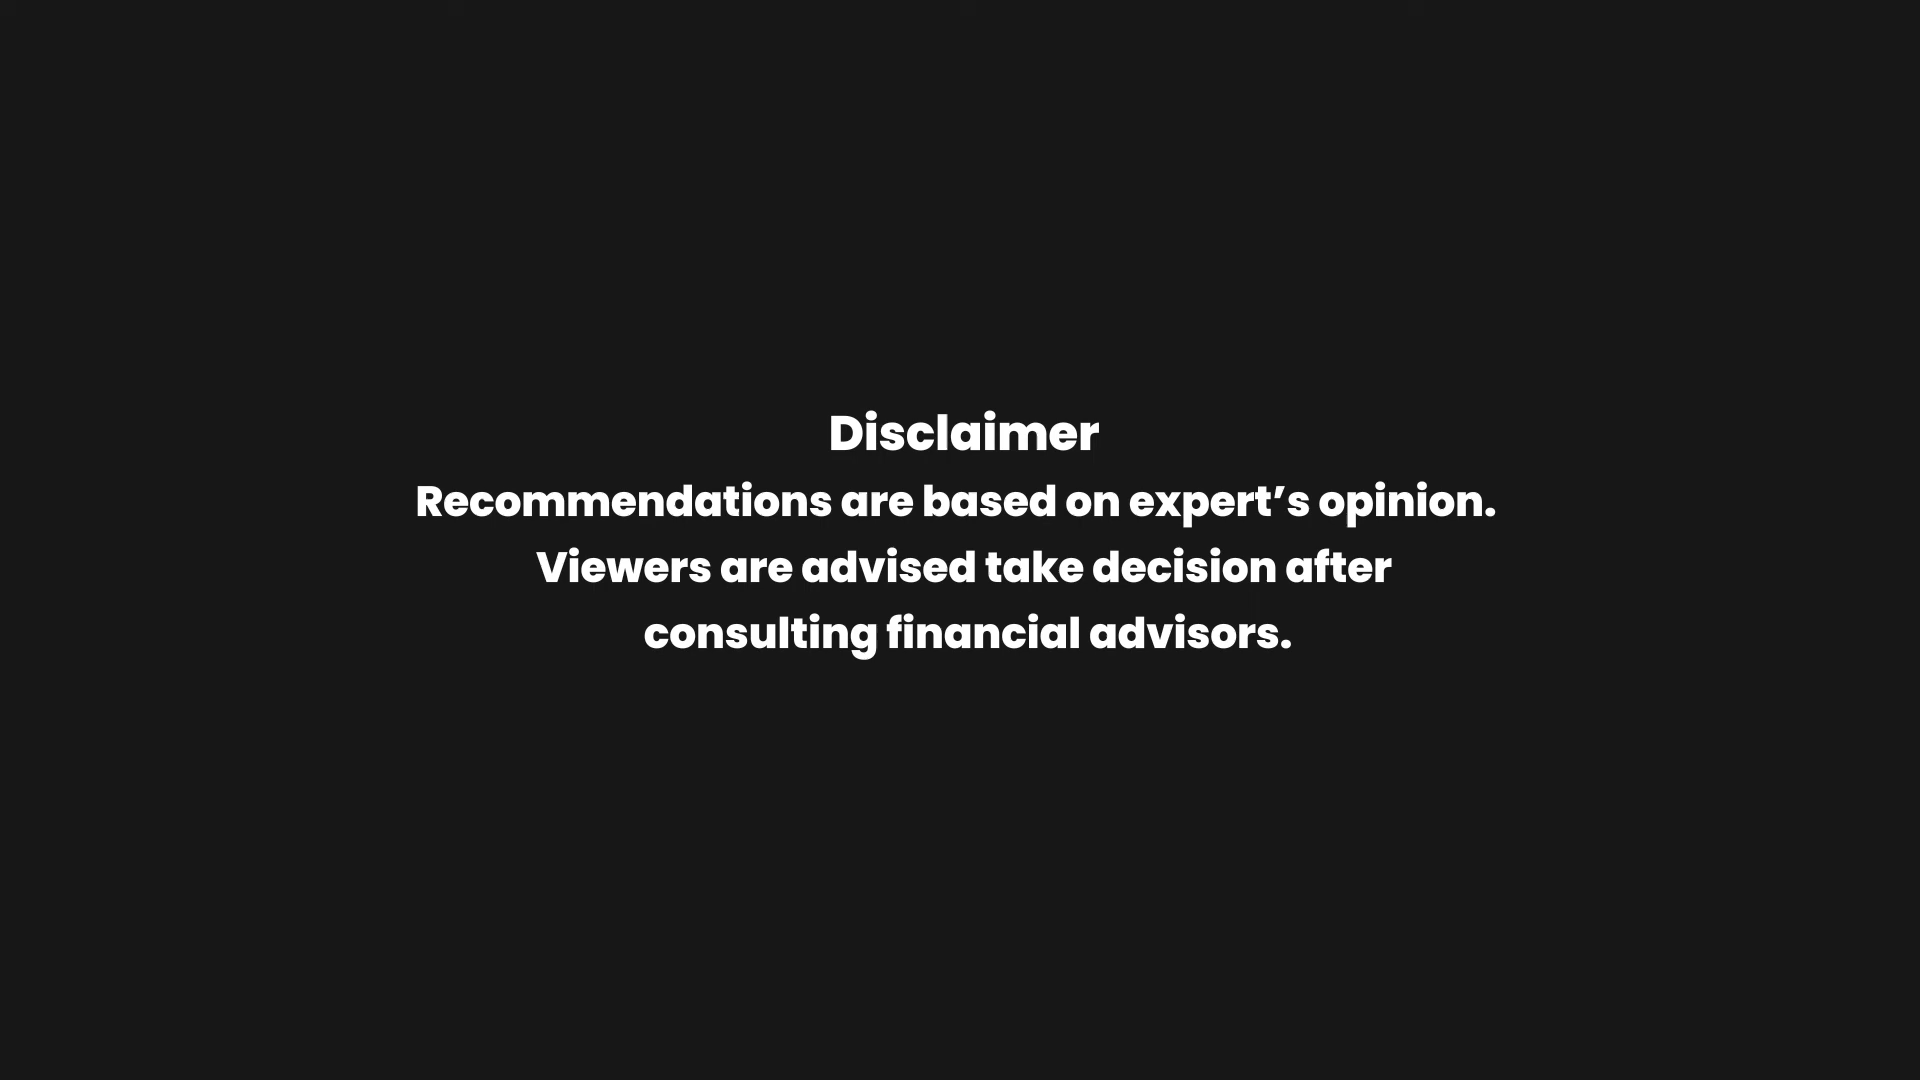 Disclaimer
Recommendations are based on expert’s opinion.
Viewers are advised take decision after
consulting financial advisors.